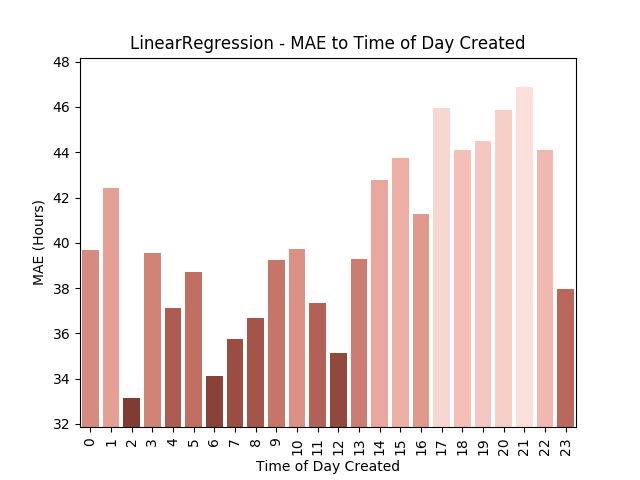 LinearRegression - MAE to Time of Day Created
48
46
44
42
40
38
36
34
32
MAE (Hours)
0 1 2 3 4 5 6 7 8 9 10 11 12 13 14 15 16 17 18 19 20 21 22 23
Time of Day Created